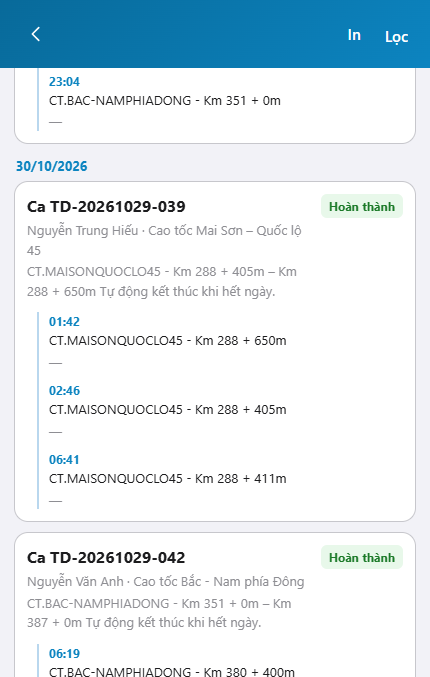 In
Lọc
23:04
CT.BAC-NAMPHIADONG - Km 351 + 0m
—
30/10/2026
Ca TD-20261029-039
Hoàn thành
Nguyễn Trung Hiếu · Cao tốc Mai Sơn – Quốc lộ
45
CT.MAISONQUOCLO45 - Km 288 + 405m – Km
288 + 650m Tự động kết thúc khi hết ngày.
01:42
CT.MAISONQUOCLO45 - Km 288 + 650m
—
02:46
CT.MAISONQUOCLO45 - Km 288 + 405m
—
06:41
CT.MAISONQUOCLO45 - Km 288 + 411m
—
Ca TD-20261029-042
Hoàn thành
Nguyễn Văn Anh · Cao tốc Bắc - Nam phía Đông
CT.BAC-NAMPHIADONG - Km 351 + 0m – Km
387 + 0m Tự động kết thúc khi hết ngày.
06:19
CT.BAC-NAMPHIADONG - Km 380 + 400m